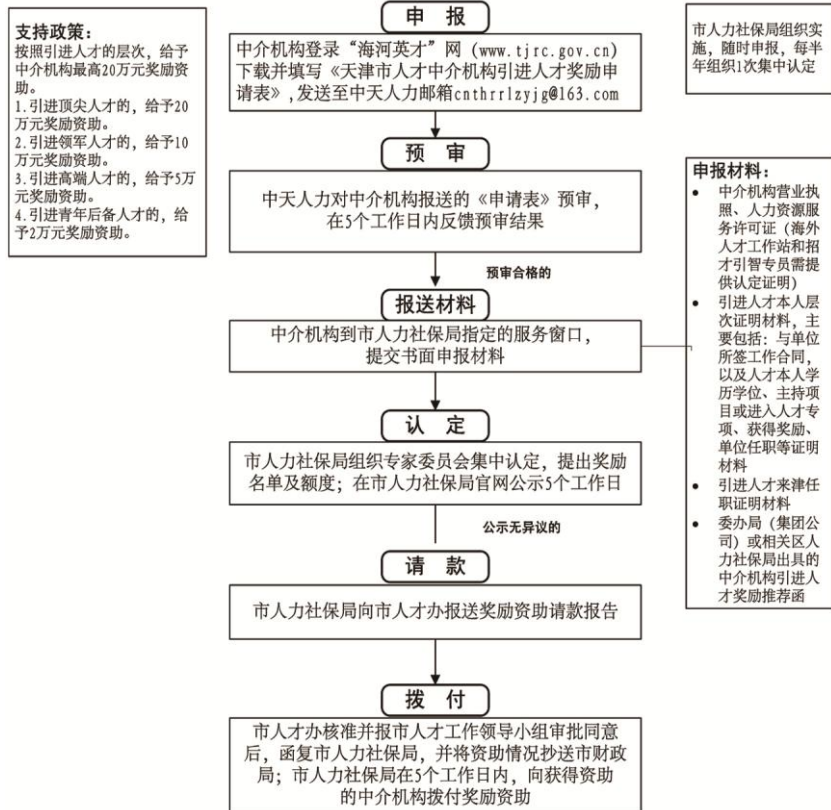 支持政策：
按照引进人才的层次，给予
中介机构最高20万元奖励资
助。
1.引进顶尖人才的，给予20
万元奖励资助。
2.引进领军人才的，给予10
万元奖励资助。
3.引进高端人才的，给予5万
元奖励资助。
4.引进青年后备人才的，给
予2万元奖励资助。
申 报
中介机构登录“海河英才”网（www.tjrc.gov.cn）
下载并填写《天津市人才中介机构引进人才奖励申
请表》,发送至中天人力邮箱cnthrrlzyjg@163.com
市人力社保局组织实
施，随时申报，每半
年组织1次集中认定
预 审
中天人力对中介机构报送的《申请表》预审，
在5个工作日内反馈预审结果
预审合格的
报送材料
中介机构到市人力社保局指定的服务窗口，
提交书面申报材料
申报材料：
● 中介机构营业执
照、人力资源服
务许可证（海外
人才工作站和招
才引智专员需提
供认定证明）
● 引进人才本人层
次证明材料，主
要包括：与单位
所签工作合同，
以及人才本人学
历学位、主持项
目或进入人才专
项、获得奖励、
单位任职等证明
材料
● 引进人才来津任
职证明材料
● 委办局（集团公
司）或相关区人
力社保局出具的
中介机构引进人
才奖励推荐函
认 定
市人力社保局组织专家委员会集中认定，提出奖励
名单及额度；在市人力社保局官网公示5个工作日
公示无异议的
请 款
市人力社保局向市人才办报送奖励资助请款报告
拨 付
市人才办核准并报市人才工作领导小组审批同意
后，函复市人力社保局，并将资助情况抄送市财政
局；市人力社保局在5个工作日内，向获得资助
的中介机构拨付奖励资助